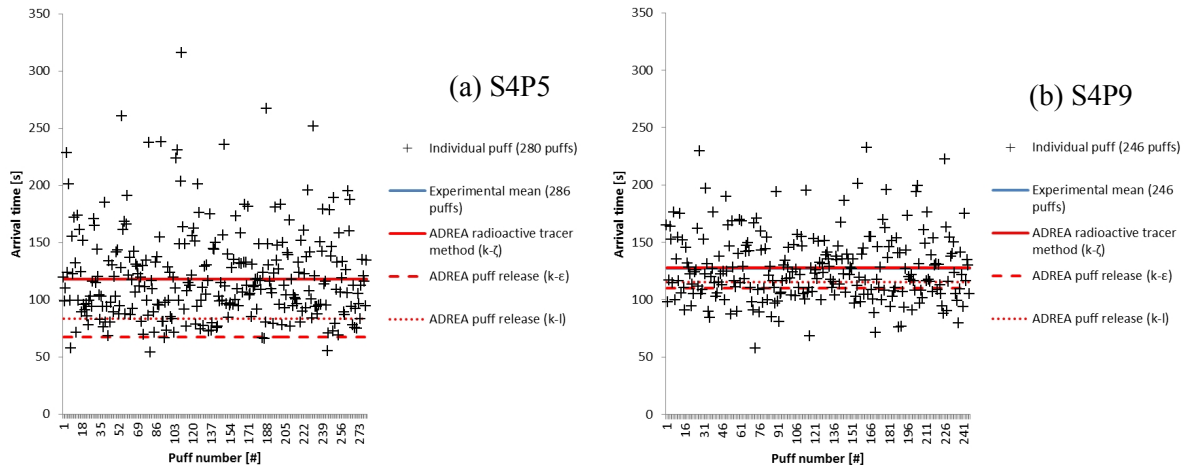 350
300
250
200
150
100
50
0
Arrival time [s]
1
18
35
52
69
86
103
120
137
154
171
188
205
222
239
256
273
Puff number [#]
(a) S4P5
Individual puff (280 puffs)
Experimental mean (286
puffs)
ADREA radioactive tracer
method (k-ζ)
ADREA puff release (k-ε)
ADREA puff release (k-l)
350
300
250
200
150
100
50
0
Arrival time [s]
1
16
31
46
61
76
91
106
121
136
151
166
181
196
211
226
241
Puff number [#]
(b) S4P9
Individual puff (246 puffs)
Experimental mean (246
puffs)
ADREA radioactive tracer
method (k-ζ)
ADREA puff release (k-ε)
ADREA puff release (k-l)